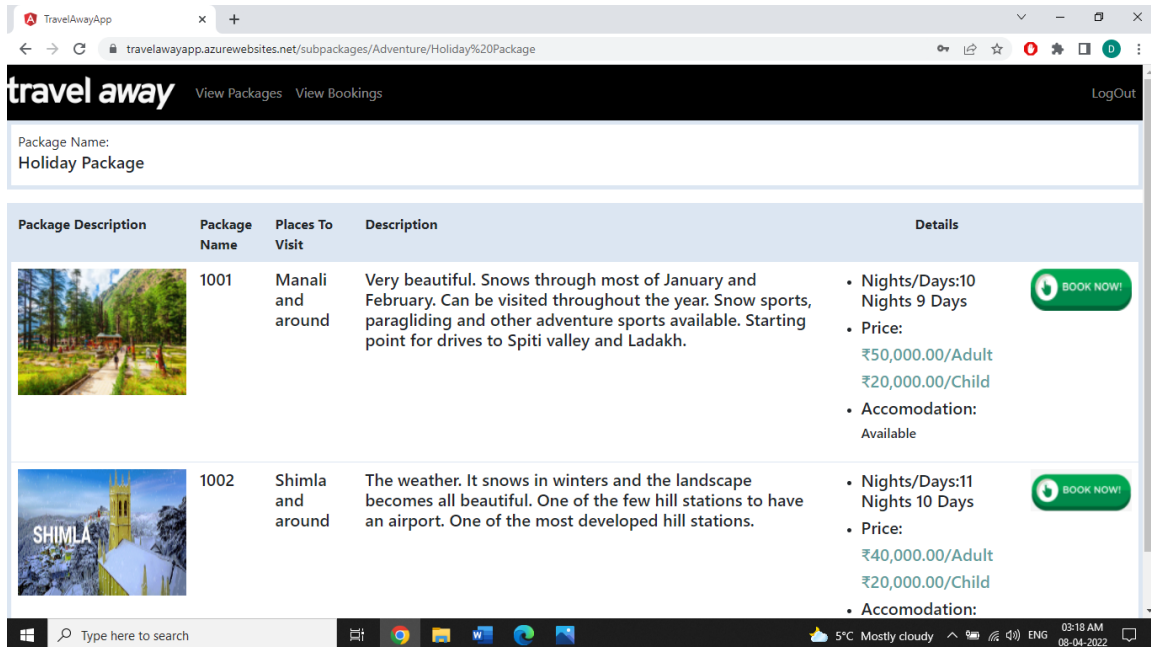 TravelAwayApp
travelawayapp.azurewebsites.net/subpackages/Adventure/Holiday%20Package
D
travel away View Packages View Bookings LogOut
Package Name:
Holiday Package
Package Description
Package
Name
Places To
Visit
Description
Details
1001
Manali
and
around
Very beautiful. Snows through most of January and
February. Can be visited throughout the year. Snow sports,
paragliding and other adventure sports available. Starting
point for drives to Spiti valley and Ladakh.
• Nights/Days:10
Nights 9 Days
• Price:
₹50,000.00/Adult
₹20,000.00/Child
• Accomodation:
Available
BOOK NOW!
SHIMLA
1002
Shimla
and
around
The weather. It snows in winters and the landscape
becomes all beautiful. One of the few hill stations to have
an airport. One of the most developed hill stations.
• Nights/Days:11
Nights 10 Days
• Price:
₹40,000.00/Adult
₹20,000.00/Child
• Accomodation:
BOOK NOW!
Type here to search
5°C Mostly cloudy
ENG
03:18 AM
08-04-2022